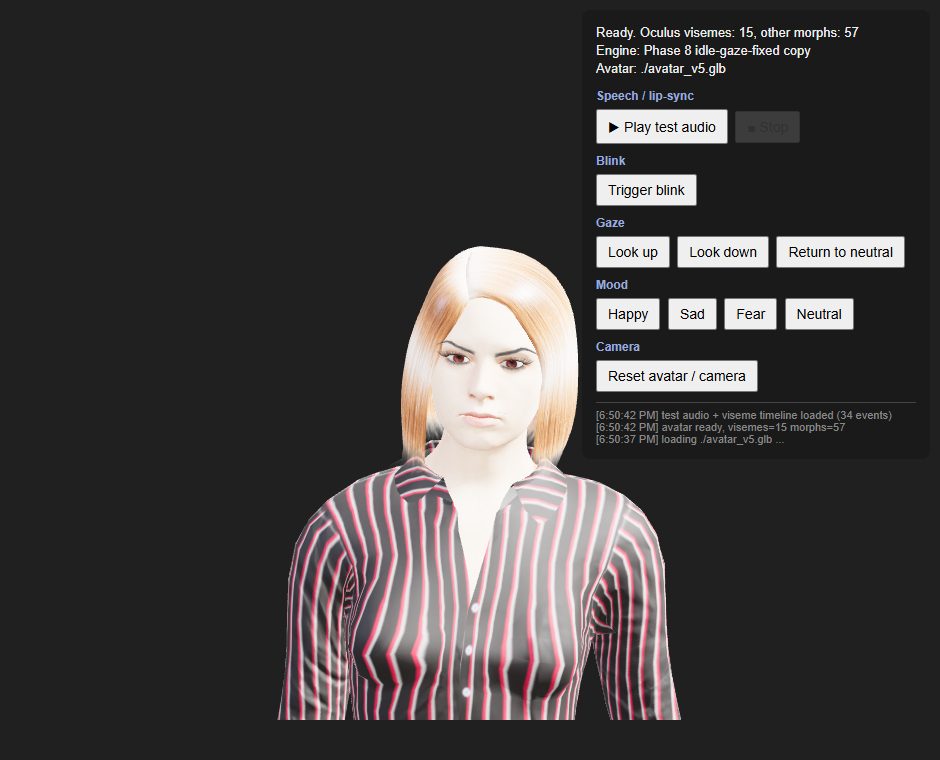 Ready. Oculus visemes: 15, other morphs: 57
Engine: Phase 8 idle-gaze-fixed copy
Avatar: ./avatar_v5.glb
Speech / lip-sync
▶ Play test audio ■ Stop
Blink
Trigger blink
Gaze
Look up Look down Return to neutral
Mood
Happy Sad Fear Neutral
Camera
Reset avatar / camera
[6:50:42 PM] test audio + viseme timeline loaded (34 events)
[6:50:42 PM] avatar ready, visemes=15 morphs=57
[6:50:37 PM] loading ./avatar_v5.glb ...